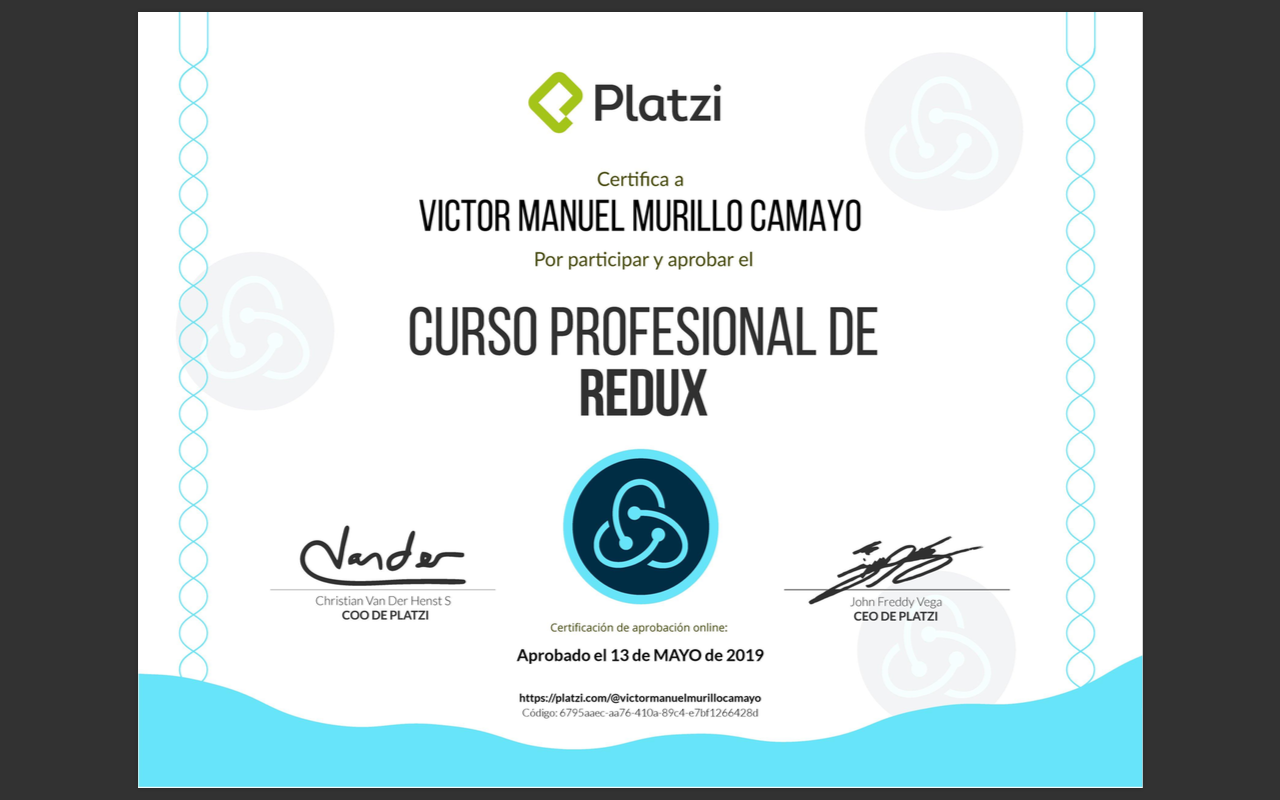 Platzi
Certifica a
VICTOR MANUEL MURILLO CAMAYO
Por participar y aprobar el
CURSO PROFESIONAL DE
REDUX
Vander
Christian Van Der Henst S
COO DE PLATZI
John Freddy Vega
CEO DE PLATZI
Certificación de aprobación online:
Aprobado el 13 de MAYO de 2019
https://platzi.com/@victormanuelmurillocamayo
Código: 6795aaec-aa76-410a-89c4-e7bf1266428d